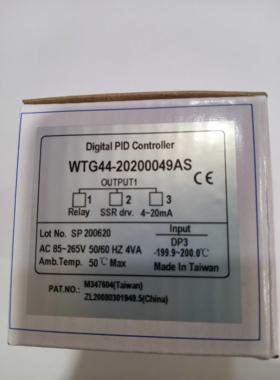 Digital PID Controller
WTG44-20200049AS
OUTPUT1
1 2 3
Relay SSR drv. 4~20mA
CE
Lot No. SP 200620
AC 85~265V 50/60 HZ 4VA
Amb.Temp. 50°C Max
Input
DP3
-199.9~200.0°C
Made In Taiwan
PAT.NO.: M347604(Taiwan)
ZL20080301949.5(China)